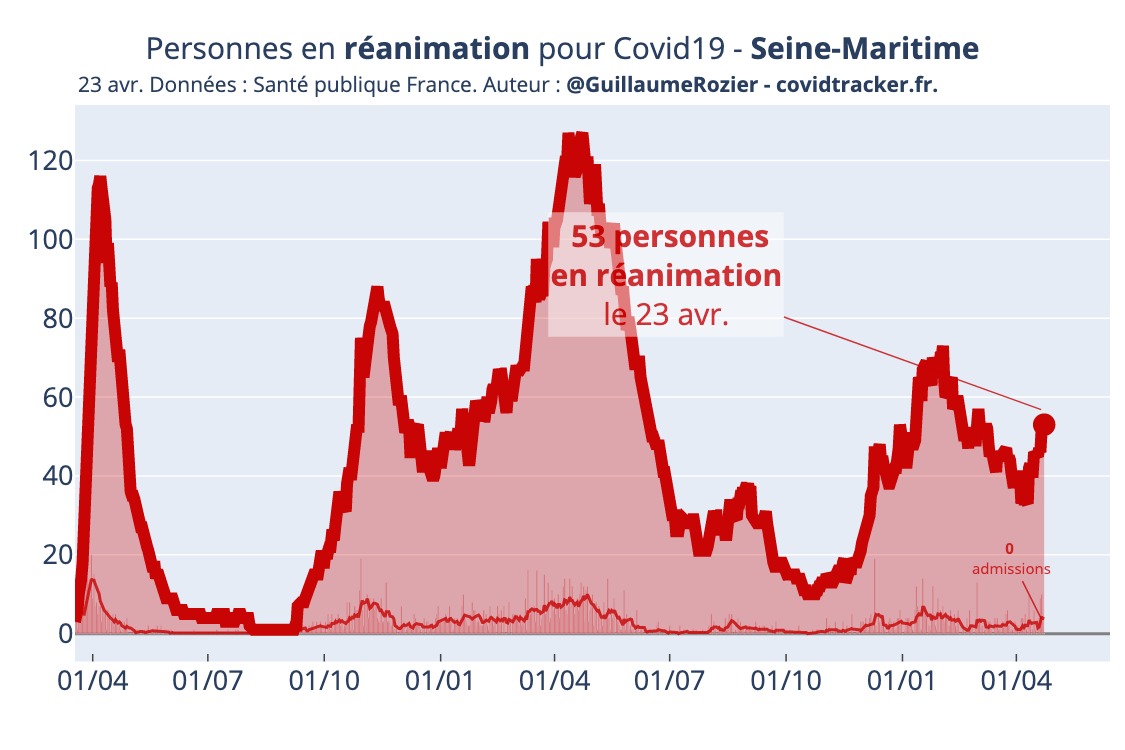 Personnes en réanimation pour Covid19 - Seine-Maritime
23 avr. Données : Santé publique France. Auteur : @GuillaumeRozier - covidtracker.fr.
120
100
80
60
40
20
0
53 personnes
en réanimation
le 23 avr.
0
admissions
01/04 01/07 01/10 01/01 01/04 01/07 01/10 01/01 01/04